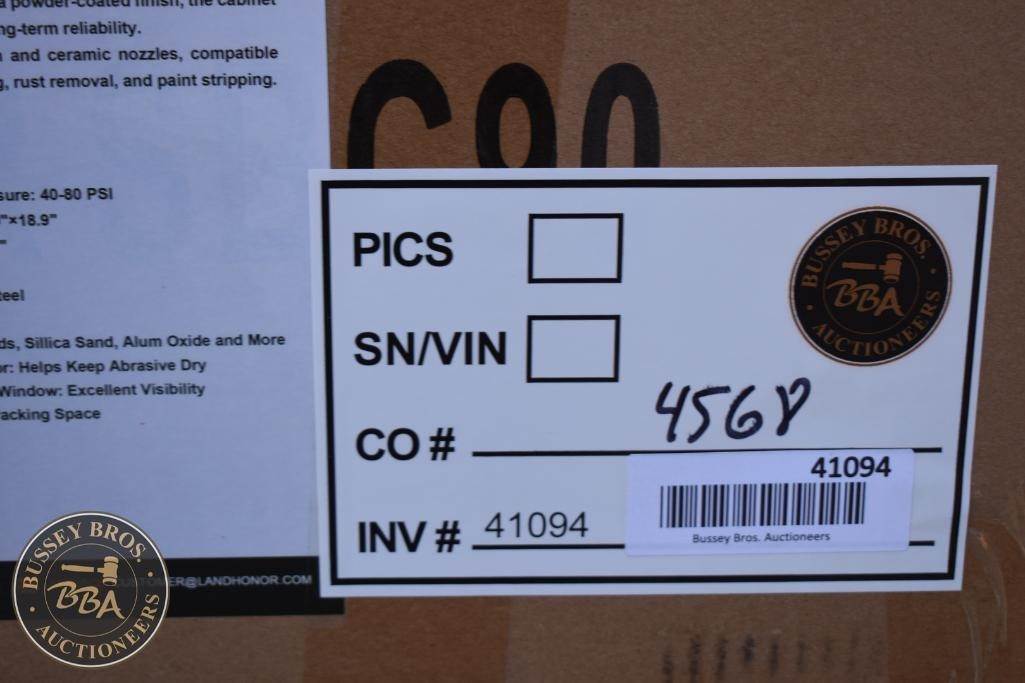 a powder-coated finish, the cabinet
ng-term reliability.
and ceramic nozzles, compatible
g, rust removal, and paint stripping.
sure: 40-80 PSI
"×18.9"
"
teel
ds, Sillica Sand, Alum Oxide and More
or: Helps Keep Abrasive Dry
Window: Excellent Visibility
acking Space
ER@LANDHONOR.COM
PICS
BUSSEY BROS.
BBA
AUCTIONEERS
SN/VIN
CO # 4568
41094
INV # 41094
Bussey Bros. Auctioneers
BUSSEY BROS.
BBA
AUCTIONEERS